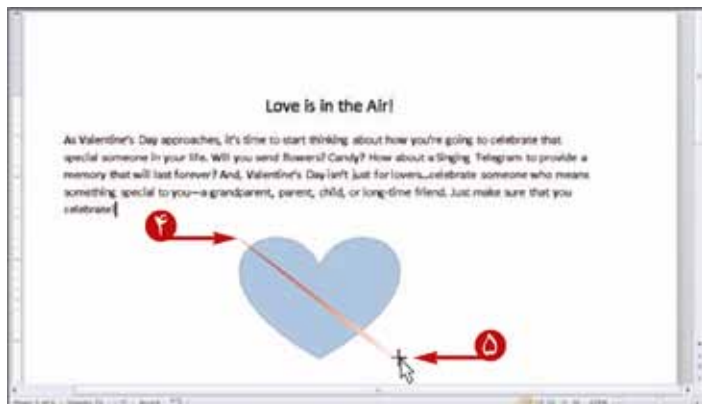 Love is in the Air!
As Valentine's Day approaches, it's time to start thinking about how you're going to celebrate that
special someone in your life. Will you send flowers? Candy? How about a Singing Telegram to provide a
memory that will last forever? And, Valentine's Day isn't just for lovers...celebrate someone who means
something special to you—a grandparent, parent, child, or long-time friend. Just make sure that you
celebrate!
۴
۵